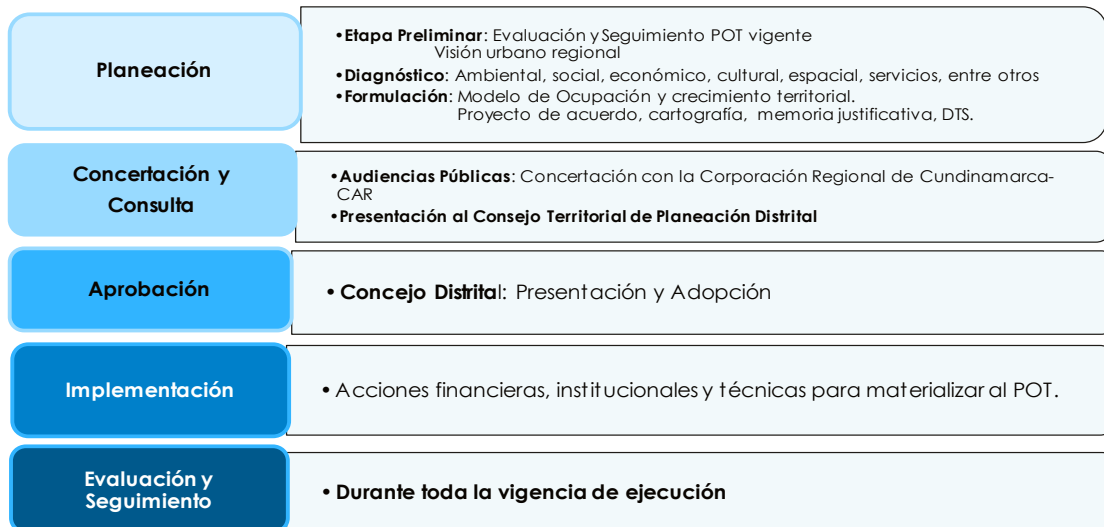 Planeación
•Etapa Preliminar: Evaluación y Seguimiento POT vigente
Visión urbano regional
•Diagnóstico: Ambiental, social, económico, cultural, espacial, servicios, entre otros
•Formulación: Modelo de Ocupación y crecimiento territorial.
Proyecto de acuerdo, cartografía, memoria justificativa, DTS.
Concertación y
Consulta
•Audiencias Públicas: Concertación con la Corporación Regional de Cundinamarca-
CAR
•Presentación al Consejo Territorial de Planeación Distrital
Aprobación
• Concejo Distrital: Presentación y Adopción
Implementación
• Acciones financieras, institucionales y técnicas para materializar al POT.
Evaluación y
Seguimiento
• Durante toda la vigencia de ejecución